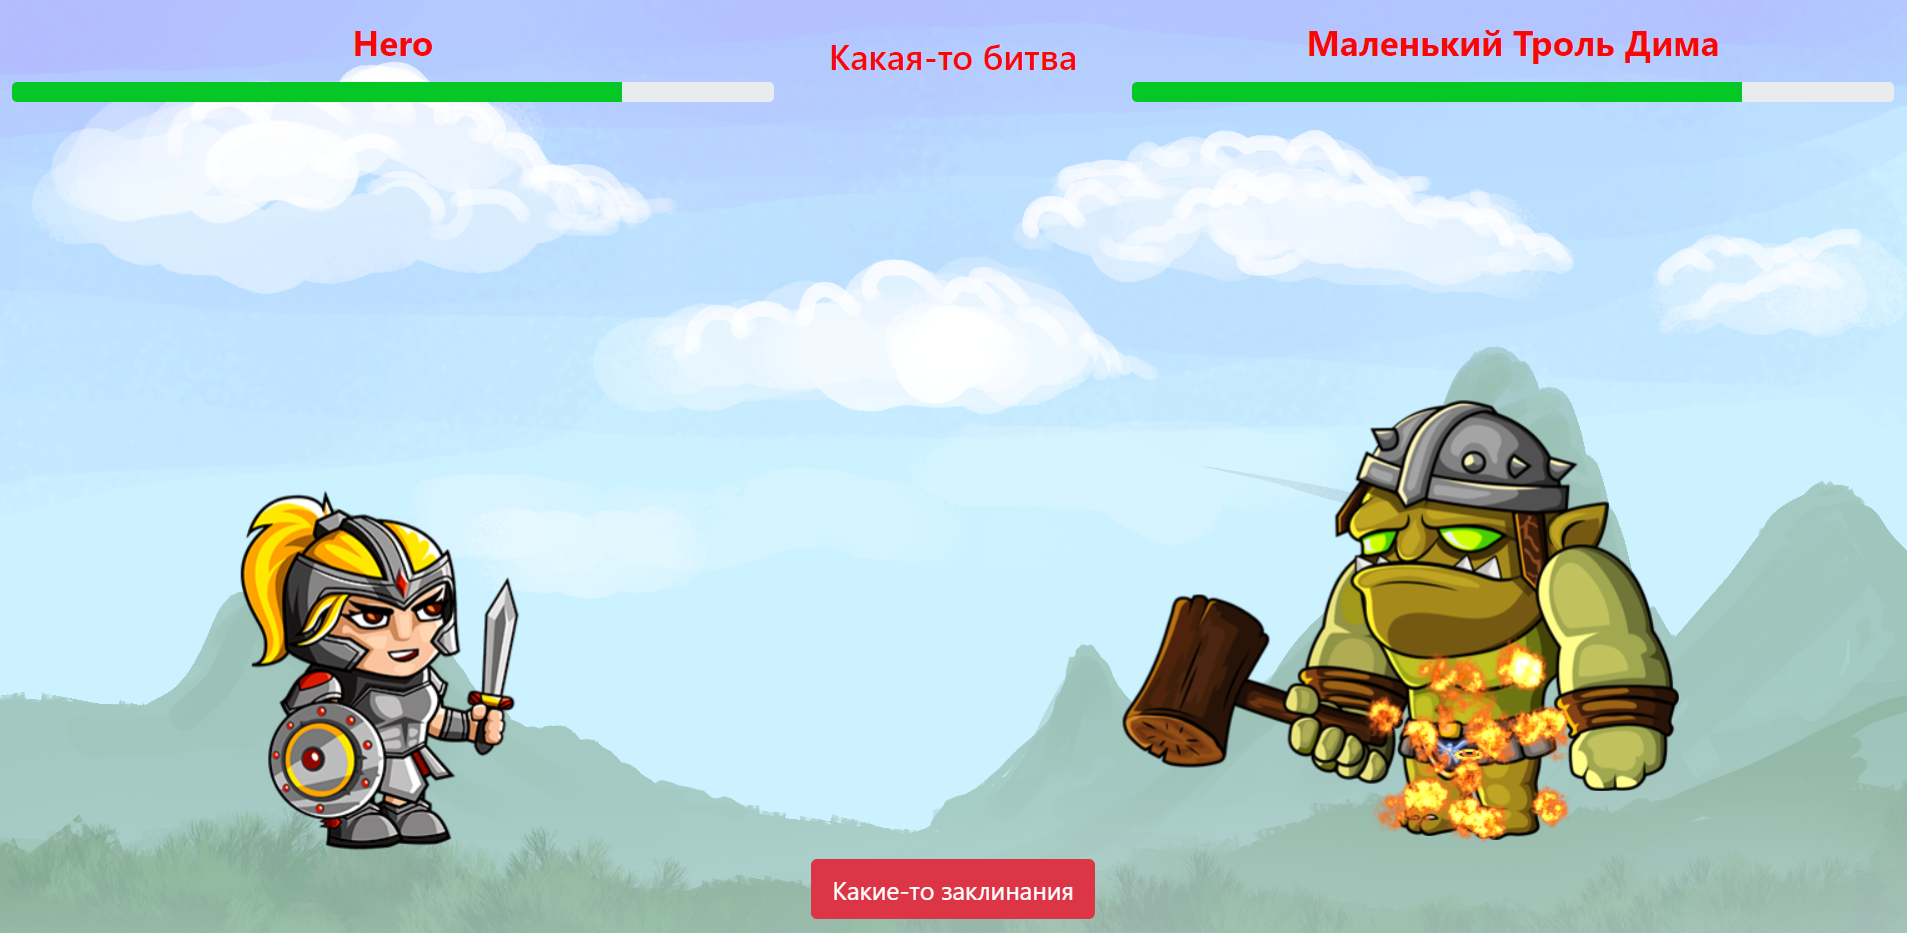 Hero
Какая-то битва
Маленький Троль Дима
Какие-то заклинания